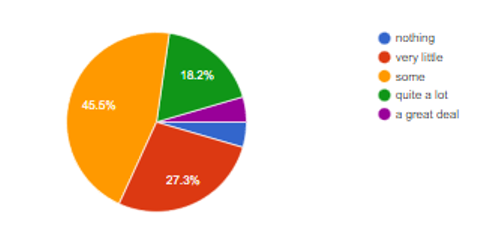 nothing
very little
some
quite a lot
a great deal
18.2%
45.5%
27.3%